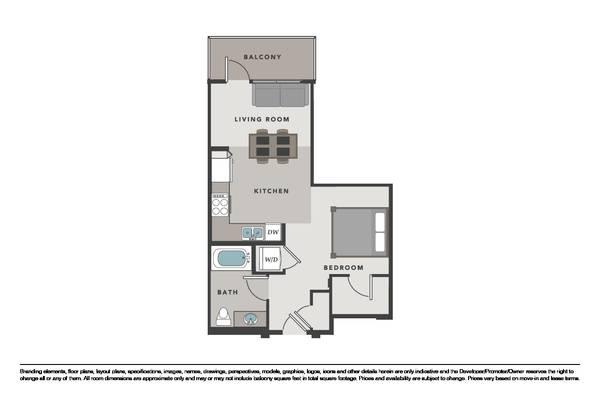 BALCONY
LIVING ROOM
KITCHEN
DW
W/D
BEDROOM
BATH
Branding elements, floor plans, layout plans, specifications, images, names, drawings, perspectives, models, graphics, logos, icons and other details herein are only indicative and the Developer/Promoter/Owner reserves the right to
change all or any of them. All room dimensions are approximate only and may or may not include balcony square feet in total square footage. Prices and availability are subject to change. Prices vary based on move-in and lease terms.